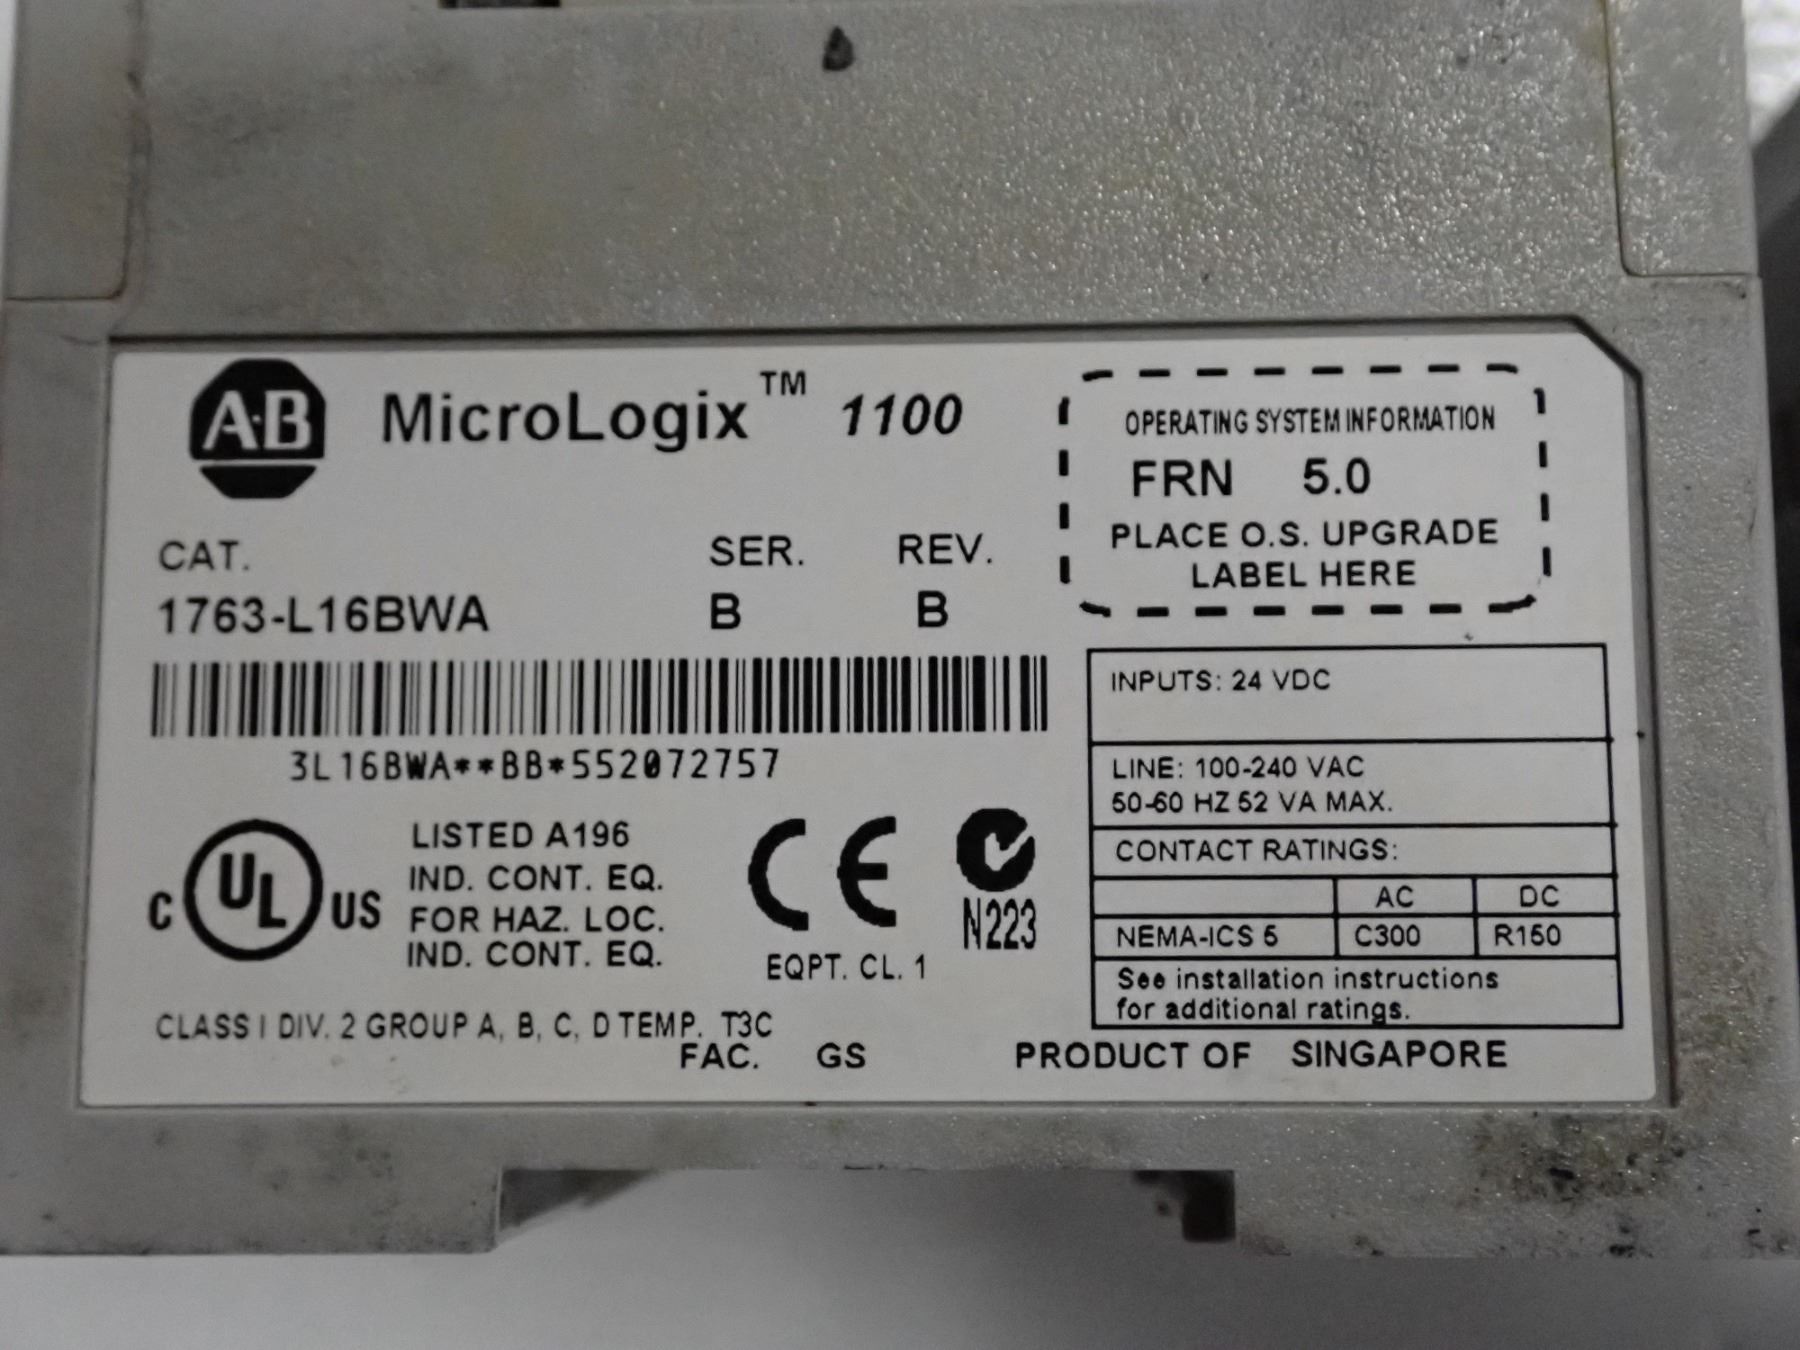 A·B MicroLogix™ 1100
CAT. SER. REV.
1763-L16BWA B B
3L16BWA**BB*552072757
C UL US
LISTED A196
IND. CONT. EQ.
FOR HAZ. LOC.
IND. CONT. EQ.
CE
EQPT. CL. 1
N223
CLASS I DIV. 2 GROUP A, B, C, D TEMP. T3C
FAC. GS
OPERATING SYSTEM INFORMATION
FRN 5.0
PLACE O.S. UPGRADE
LABEL HERE
INPUTS: 24 VDC
LINE: 100-240 VAC
50-60 HZ 52 VA MAX.
CONTACT RATINGS:
AC DC
NEMA-ICS 5 C300 R150
See installation instructions
for additional ratings.
PRODUCT OF SINGAPORE